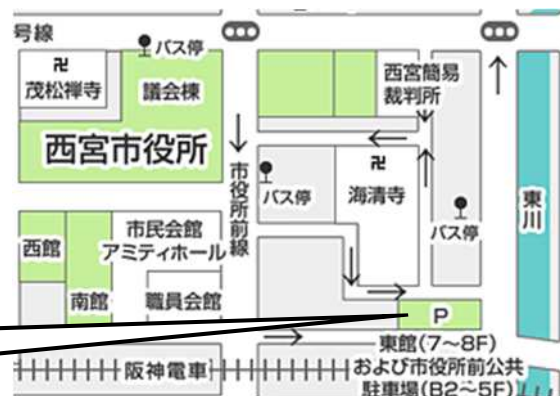 号線
バス停
卍
茂松禅寺
議会棟
西宮市役所
西宮簡易
裁判所
市役所前線
バス停
卍
海清寺
バス停
東川
西館
南館
市民会館
アミティホール
職員会館
P
東館(7～8F)
および市役所前公共
駐車場(B2～5F)
阪神電車